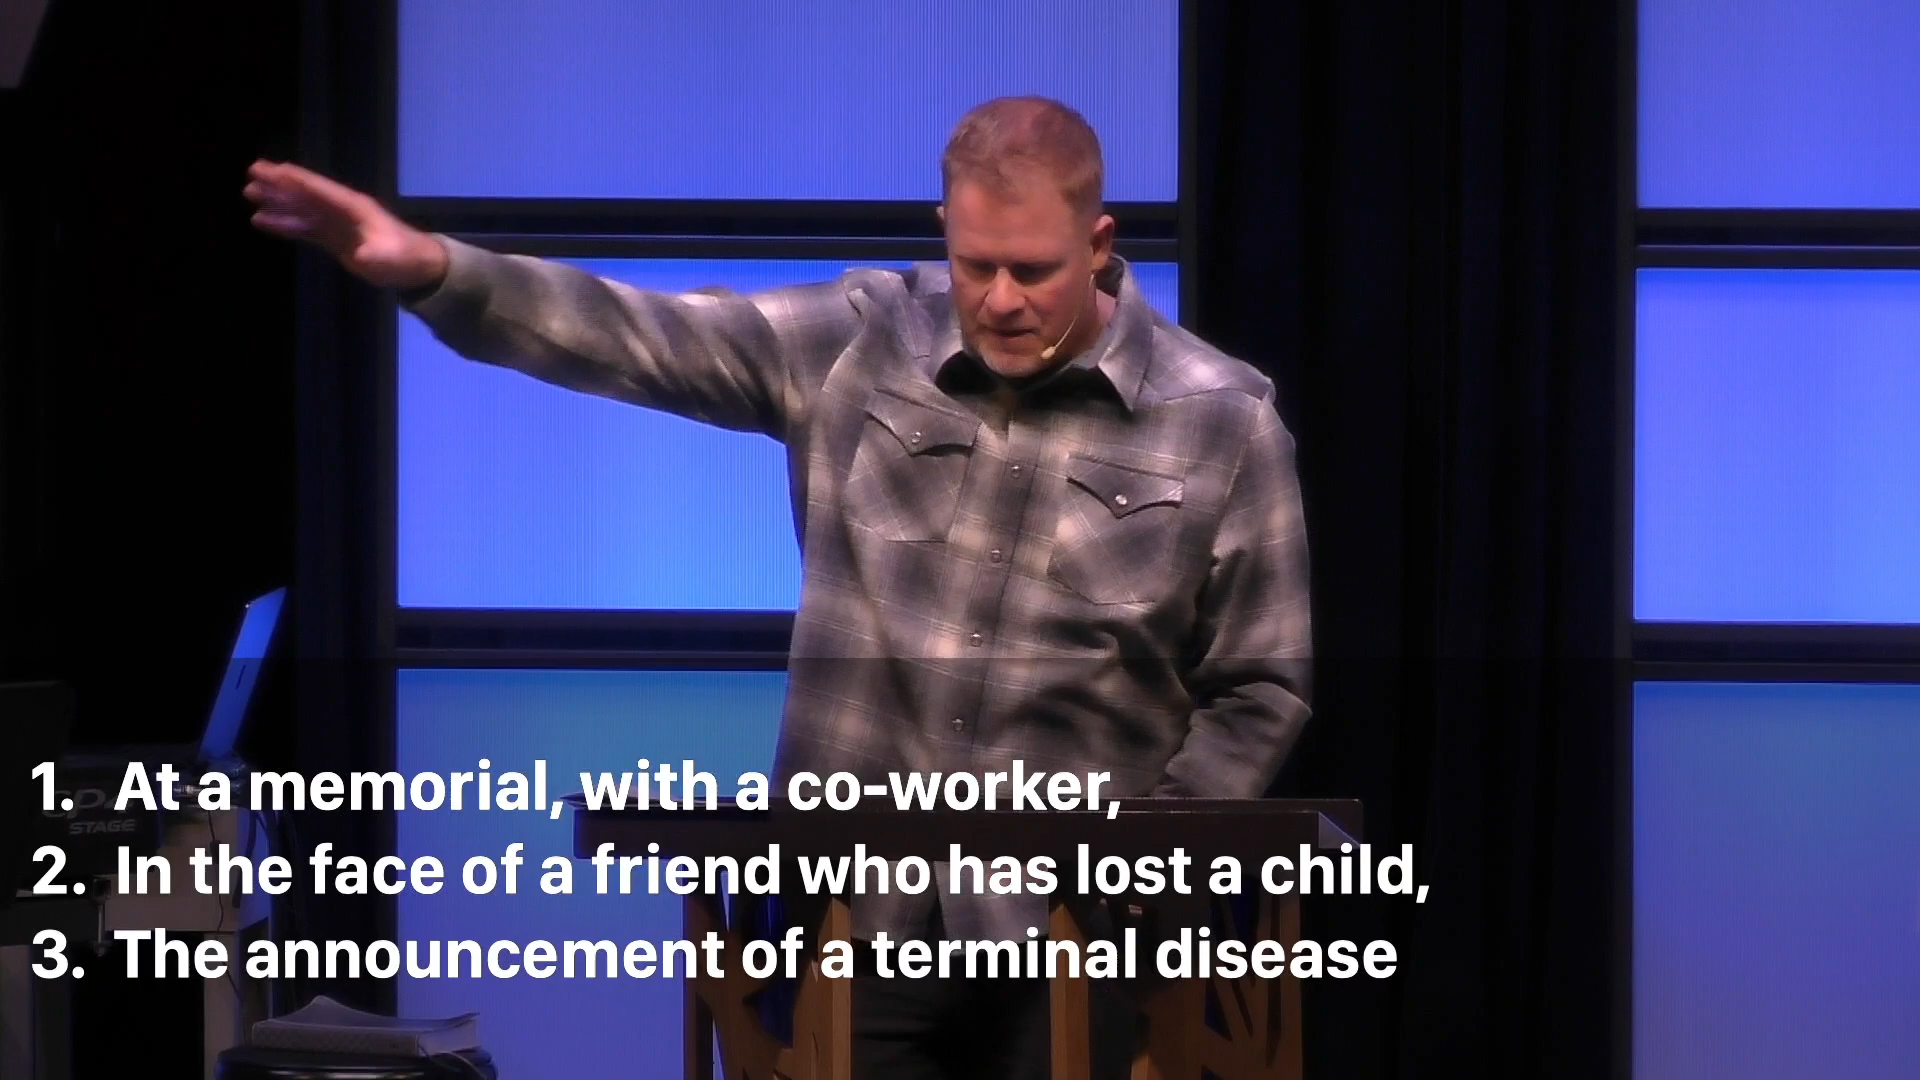 1. At a memorial, with a co-worker,
2. In the face of a friend who has lost a child,
3. The announcement of a terminal disease
STAGE